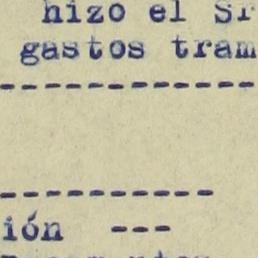 hizo el Sr
gastos tram
-------------
-----------
ión ---